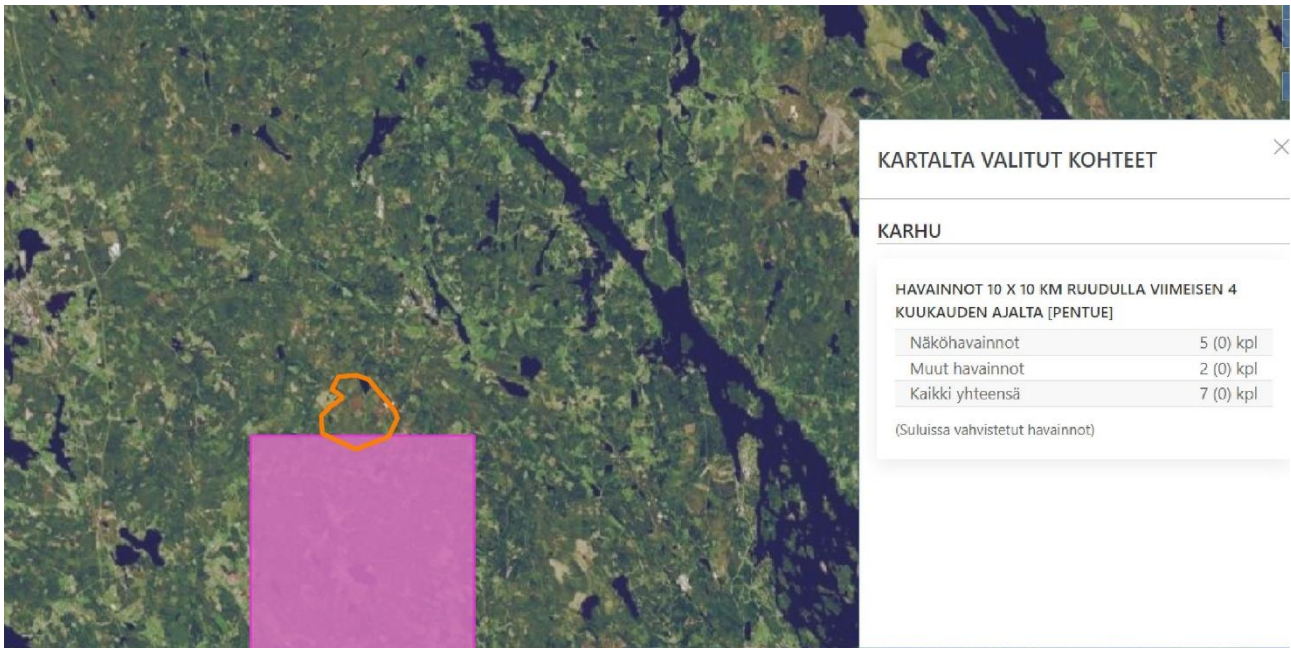 KARTALTA VALITUT KOHTEET
KARHU
HAVAINNOT 10 X 10 KM RUUDULLA VIIMEISEN 4
KUUKAUDEN AJALTA [PENTUE]
Näköhavainnot 5 (0) kpl
Muut havainnot 2 (0) kpl
Kaikki yhteensä 7 (0) kpl
(Suluissa vahvistetut havainnot)